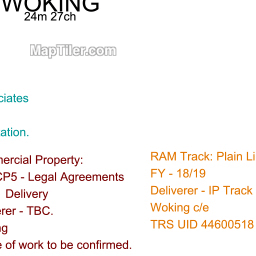 WOKING
24m 27ch
MapTiler.com
ciates
ation.
ercial Property:
CP5 - Legal Agreements
Delivery
erer - TBC.
g
e of work to be confirmed.
RAM Track: Plain Li
FY - 18/19
Deliverer - IP Track
Woking c/e
TRS UID 44600518